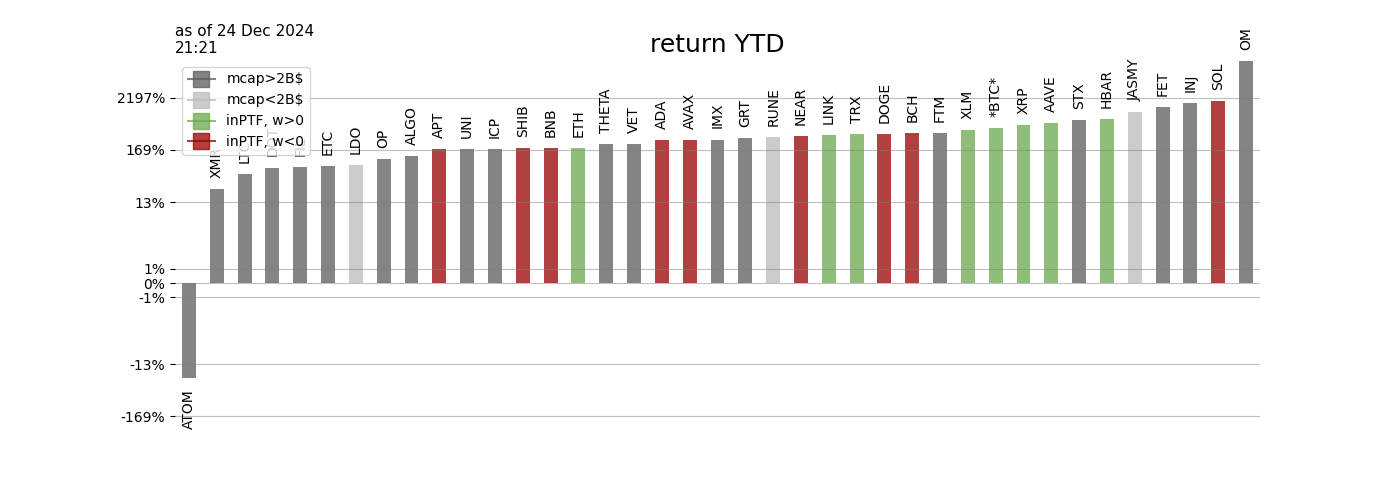 as of 24 Dec 2024
21:21
return YTD
mcap>2B$
mcap<2B$
inPTF, w>0
inPTF, w<0
2197%
169%
13%
1%
0%
-1%
-13%
-169%
ATOM
XMR
LTC
DOT
ETC
LDO
OP
ALGO
APT
UNI
ICP
SHIB
BNB
ETH
THETA
VET
ADA
AVAX
IMX
GRT
RUNE
NEAR
LINK
TRX
DOGE
BCH
FTM
XLM
*BTC*
XRP
AAVE
STX
HBAR
JASMY
FET
INJ
SOL
OM